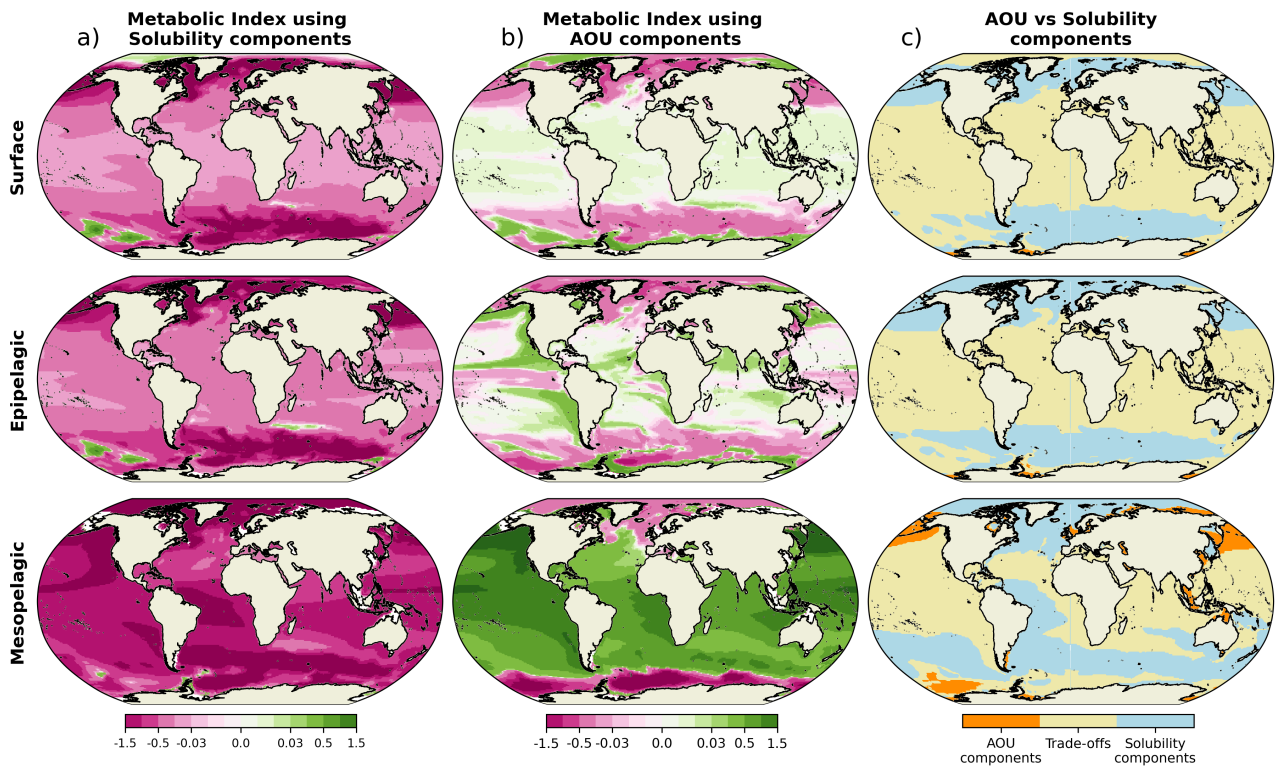 a)
Metabolic Index using
Solubility components
b)
Metabolic Index using
AOU components
c)
AOU vs Solubility
components
Surface
Epipelagic
Mesopelagic
-1.5 -0.5 -0.03 0.0 0.03 0.5 1.5
-1.5 -0.5 -0.03 0.0 0.03 0.5 1.5
AOU
components
Trade-offs
Solubility
components